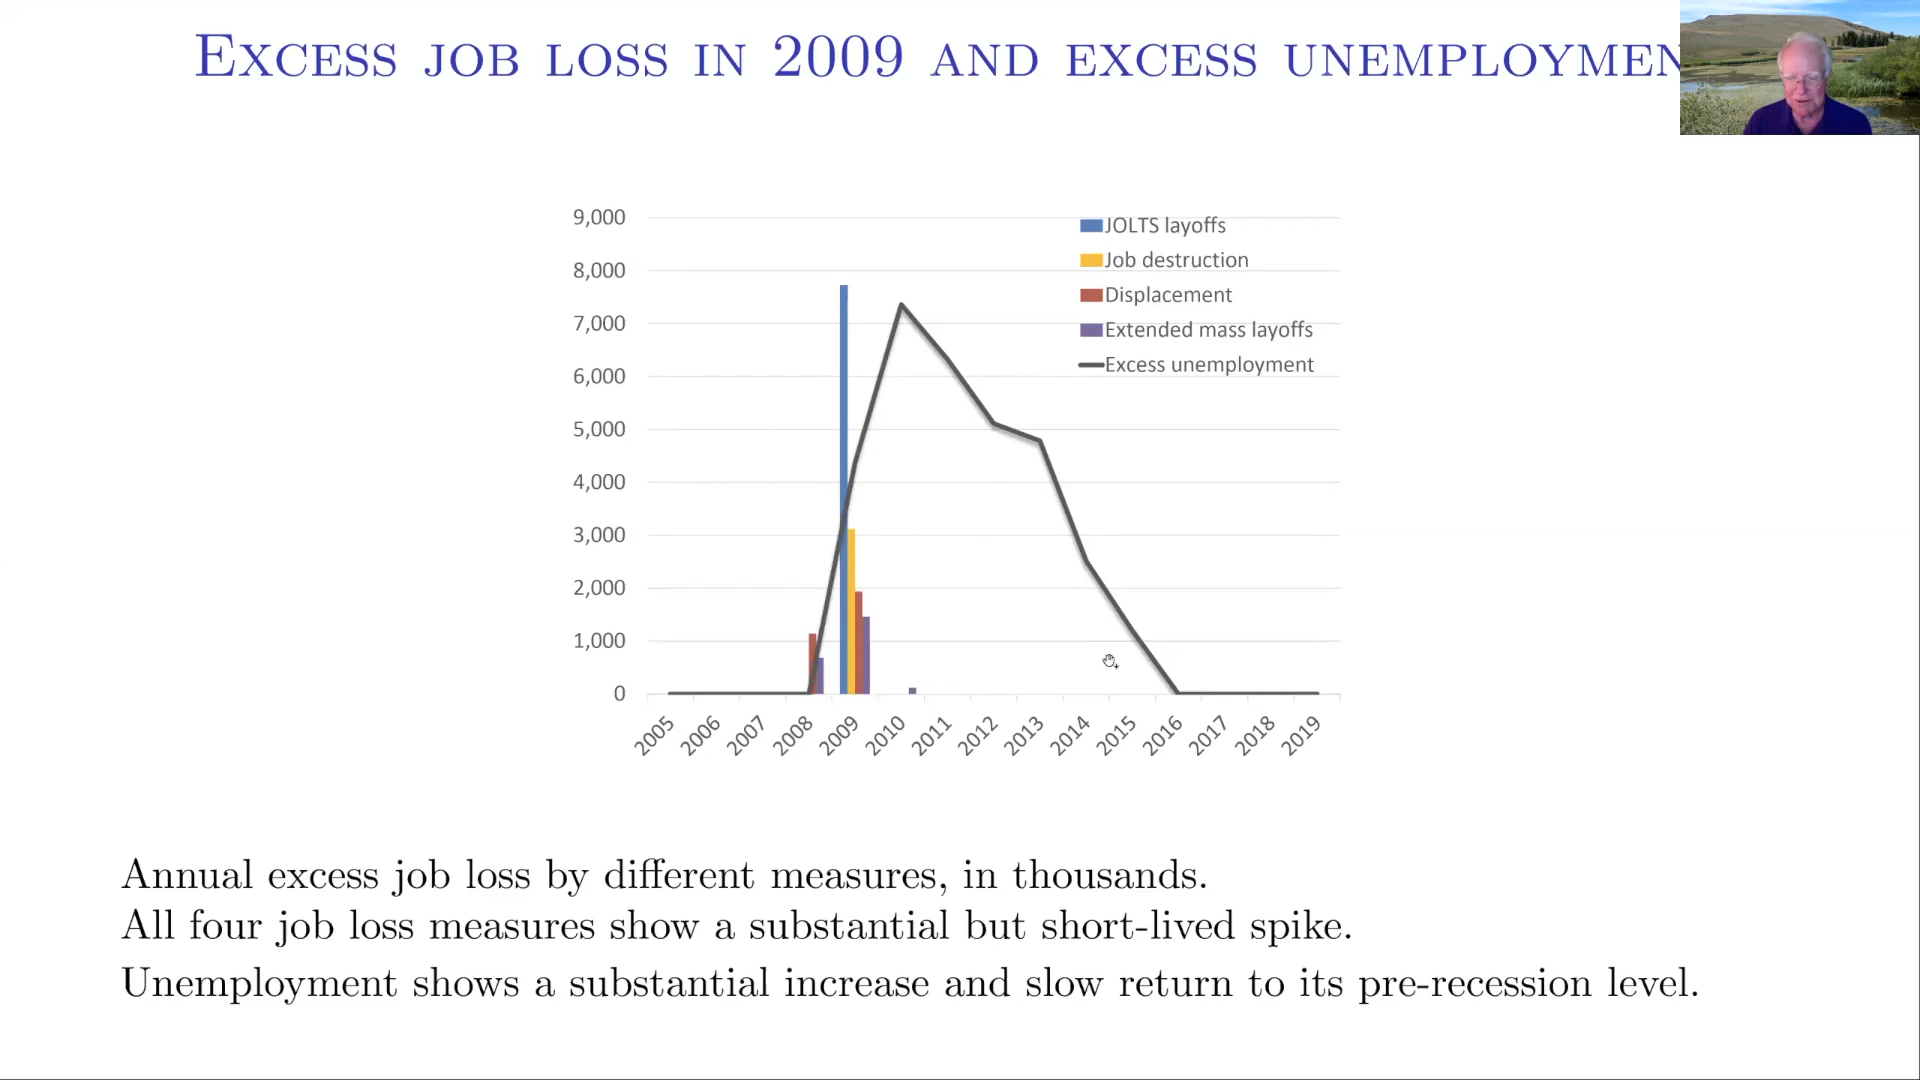 Excess job loss in 2009 and excess unemploymen
9,000
8,000
7,000
6,000
5,000
4,000
3,000
2,000
1,000
0
JOLTS layoffs
Job destruction
Displacement
Extended mass layoffs
Excess unemployment
2005 2006 2007 2008 2009 2010 2011 2012 2013 2014 2015 2016 2017 2018 2019
Annual excess job loss by different measures, in thousands.
All four job loss measures show a substantial but short-lived spike.
Unemployment shows a substantial increase and slow return to its pre-recession level.